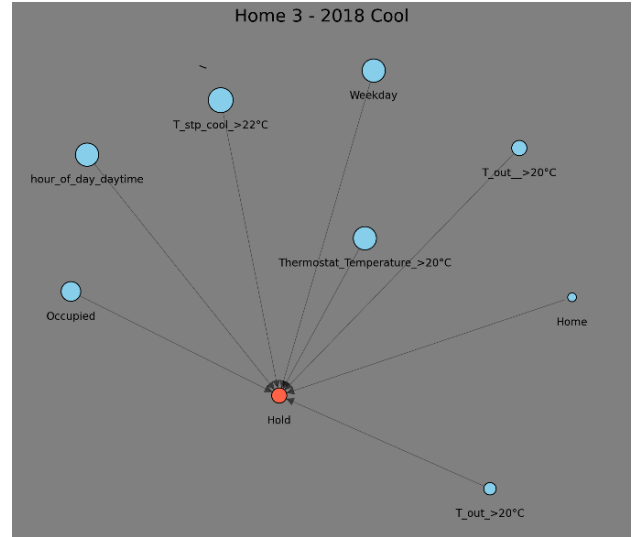 Home 3 - 2018 Cool
Weekday
T_stp_cool_>22°C
T_out__>20°C
hour_of_day_daytime
Thermostat_Temperature_>20°C
Occupied
Home
Hold
T_out_>20°C